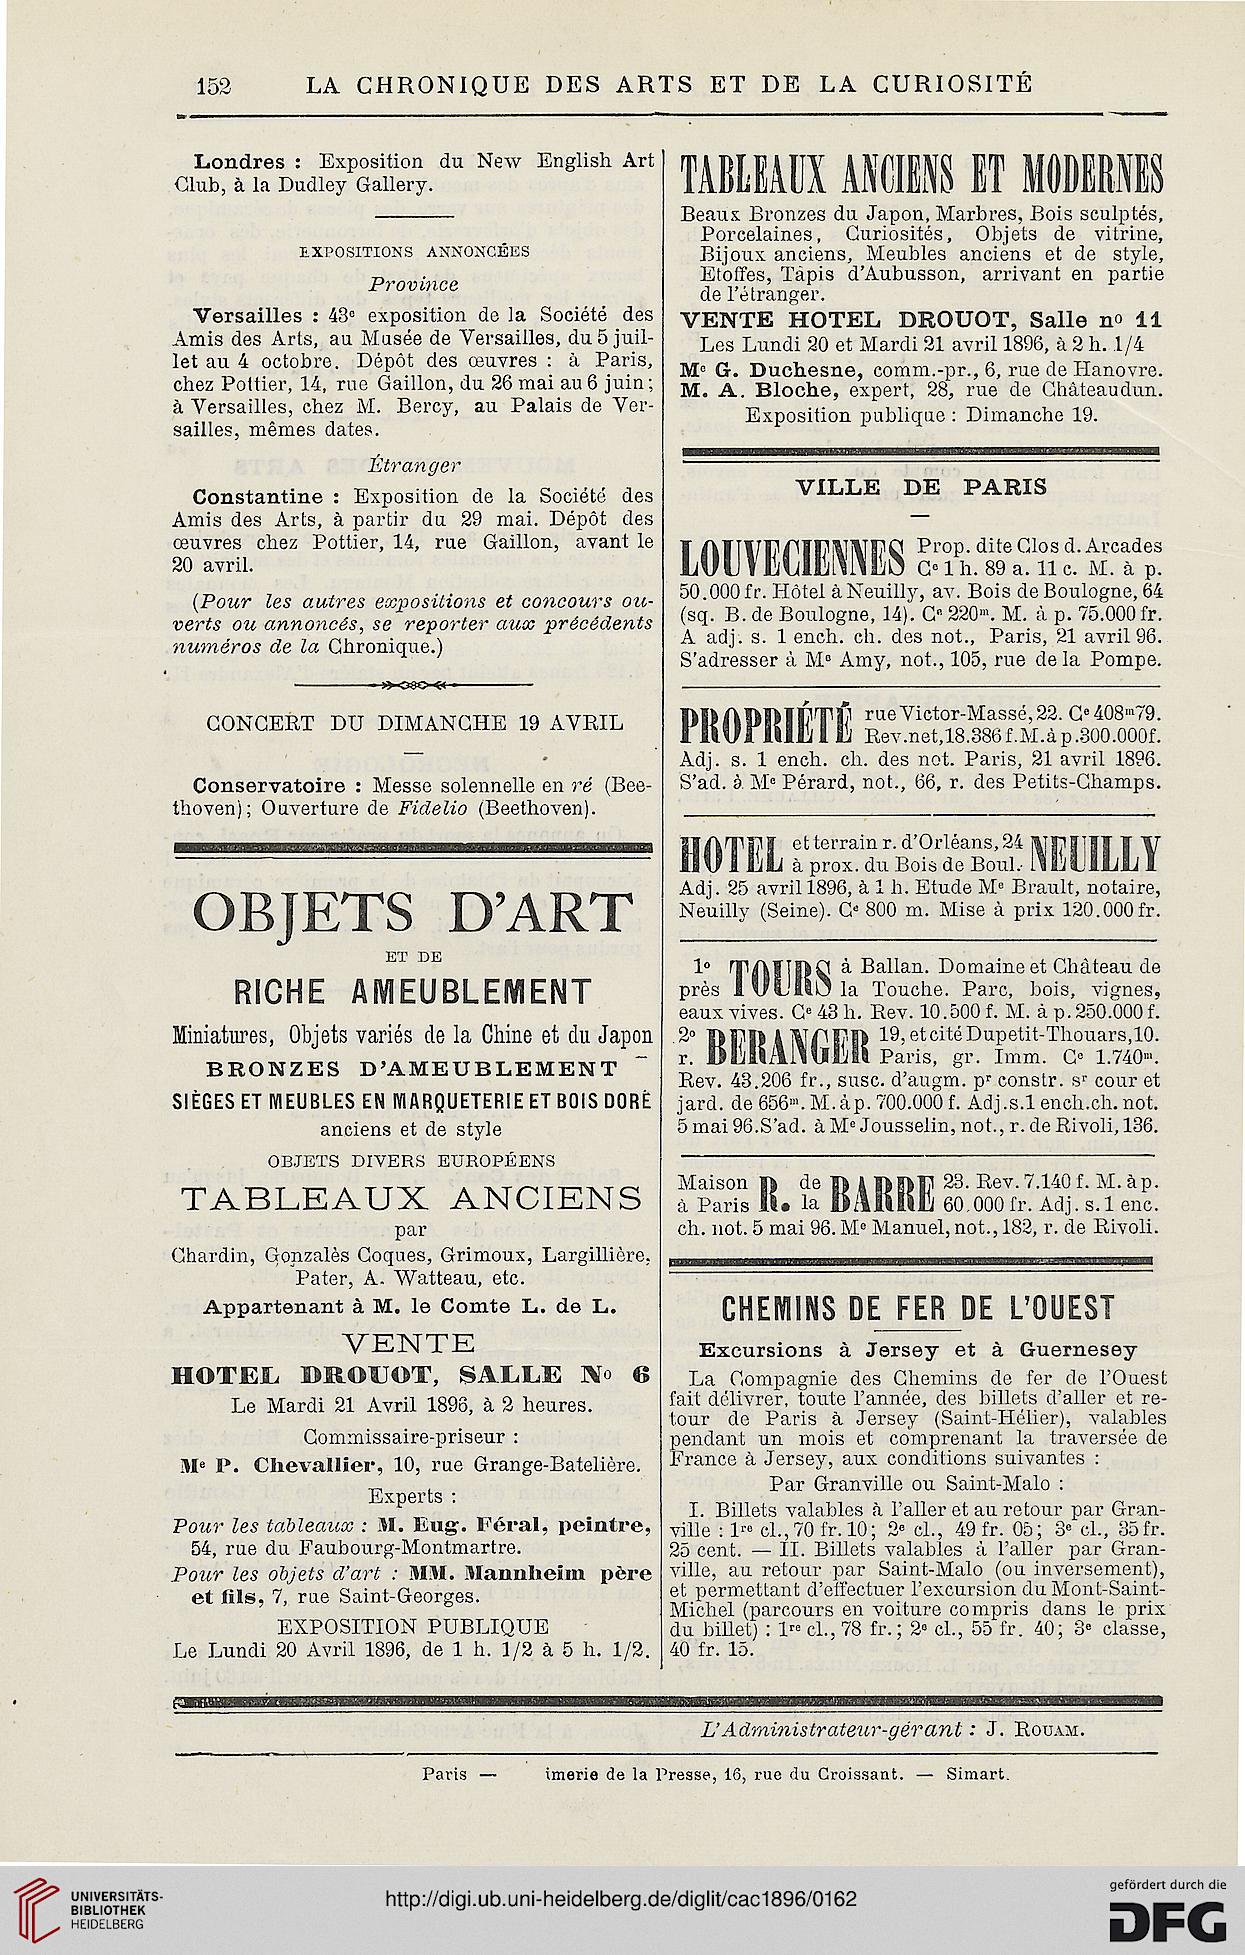 152 LA CHRONIQUE DES ARTS ET DE LA CURIOSITÉ
Londres : Exposition du New English Art
Club, à la Dudley Gallery.
EXPOSITIONS ANNONCÉES
Province
Versailles : 43e exposition de la Société des
Amis des Arts, au Musée de Versailles, du 5 juil-
let au 4 octobre. Dépôt des œuvres : à Paris,
chez Pottier, 14, rue Gaillon, du 26 mai au 6 juin ;
à Versailles, chez M. Bercy, au Palais de Ver-
sailles, mêmes dates.
Étranger
Constantine : Exposition de la Société des
Amis des Arts, à partir du 29 mai. Dépôt des
œuvres chez Pottier, 14, rue Gaillon, avant le
20 avril.
(Pour les autres expositions et concours ou-
verts ou annoncés, se reporter aux précédents
numéros de la Chronique.)
CONCERT DU DIMANCHE 19 AVRIL
Conservatoire : Messe solennelle en ré (Bee-
thoven) ; Ouverture de Fidelio (Beethoven).
OBJETS D'ART
ET DE
RICHE AMEUBLEMENT
Miniatures, Objets variés de la Chine et du Japon
BRONZES D'AMEUBLEMENT
SIÈGES ET MEUBLES EN MARQUETERIE ET BOIS DORÉ
anciens et de style
OBJETS DIVERS EUROPÉENS
TABLEAUX ANCIENS
par
Chardin, Gonzalès Coques, Grimoux, Largillière,
Pater, A. Watteau, etc.
Appartenant à M. le Comte L. de L.
VENTE
HOTEL DROUOT, SALLE No 6
Le Mardi 21 Avril 1896, à 2 heures.
Commissaire-priseur :
Me P. Chevallier, 10, rue Grange-Batelière.
Experts :
Pour les tableaux : M. Eug. Féral, peintre,
54, rue du Faubourg-Montmartre.
Pour les objets d'art : MM. Mannheim père
et fils, 7, rue Saint-Georges.
EXPOSITION PUBLIQUE
Le Lundi 20 Avril 1896, de 1 h. 1/2 à 5 h. 1/2.
TABLEAUX ANCIENS ET MODERNES
Beaux Bronzes du Japon, Marbres, Bois sculptés,
Porcelaines, Curiosités, Objets de vitrine,
Bijoux anciens, Meubles anciens et de style,
Etoffes, Tapis d'Aubusson, arrivant en partie
de l'étranger.
VENTE HOTEL DROUOT, Salle no 11
Les Lundi 20 et Mardi 21 avril 1896, à 2 h. 1/4
Me G. Duchesne, comm.-pr., 6, rue de Hanovre.
M. A. Bloche, expert, 28, rue de Châteaudun.
Exposition publique : Dimanche 19.
VILLE DE PARIS
LOUVECIENNES Prop. dite Clos d. Arcades
Ce 1 h. 89 a. 11 c. M. à p.
50.000 fr. Hôtel à Neuilly, av. Bois de Boulogne, 64
(sq. B. de Boulogne, 14). Ce 220m. M. à p. 75.000 fr.
A adj. s. 1 ench. ch. des not., Paris, 21 avril 96.
S'adresser à Me Amy, not., 105, rue de la Pompe.
PROPRIÉTÉ rue Victor-Massé, 22. Ce 408m79.
Rev. net, 18.386 f. M. à p. 300.000f.
Adj. s. 1 ench. ch. des not. Paris, 21 avril 1896.
S'ad. à Me Pérard, not., 66, r. des Petits-Champs.
HOTEL et terrain r. d'Orléans, 24 NEUILLY
à prox. du Bois de Boul.
Adj. 25 avril 1896, à 1 h. Etude Me Brault, notaire,
Neuilly (Seine). Ce 800 m. Mise à prix 120.000 fr.
1o près TOURS à Ballan. Domaine et Château de
la Touche. Parc, bois, vignes,
eaux vives. Ce 43 h. Rev. 10.500 f. M. à p. 250.000 f.
2o r. BERANGER 19, et cité Dupetit-Thouars, 10.
Paris, gr. Imm. Ce 1.740m.
Rev. 43.206 fr., susc. d'augm. pr constr. sr cour et
jard. de 656m. M. à p. 700.000 f. Adj. s. 1 ench. ch. not.
5 mai 96. S'ad. à Me Jousselin, not., r. de Rivoli, 136.
Maison à Paris R. de la BARRE 23. Rev. 7.140 f. M. à p.
60.000 fr. Adj. s. 1 enc.
ch. not. 5 mai 96. Me Manuel, not., 182, r. de Rivoli.
CHEMINS DE FER DE L'OUEST
Excursions à Jersey et à Guernesey
La Compagnie des Chemins de fer de l'Ouest
fait délivrer, toute l'année, des billets d'aller et re-
tour de Paris à Jersey (Saint-Hélier), valables
pendant un mois et comprenant la traversée de
France à Jersey, aux conditions suivantes :
Par Granville ou Saint-Malo :
I. Billets valables à l'aller et au retour par Gran-
ville : 1re cl., 70 fr. 10 ; 2e cl., 49 fr. 05 ; 3e cl., 35 fr.
25 cent. — II. Billets valables à l'aller par Gran-
ville, au retour par Saint-Malo (ou inversement),
et permettant d'effectuer l'excursion du Mont-Saint-
Michel (parcours en voiture compris dans le prix
du billet) : 1re cl., 78 fr. ; 2e cl., 55 fr. 40 ; 3e classe,
40 fr. 15.
L'Administrateur-gérant : J. ROUAM.
Paris — imerie de la Presse, 16, rue du Croissant. — Simart.
UNIVERSITÄTS-
BIBLIOTHEK
HEIDELBERG
http://digi.ub.uni-heidelberg.de/diglit/cac1896/0162
gefördert durch die
DFG